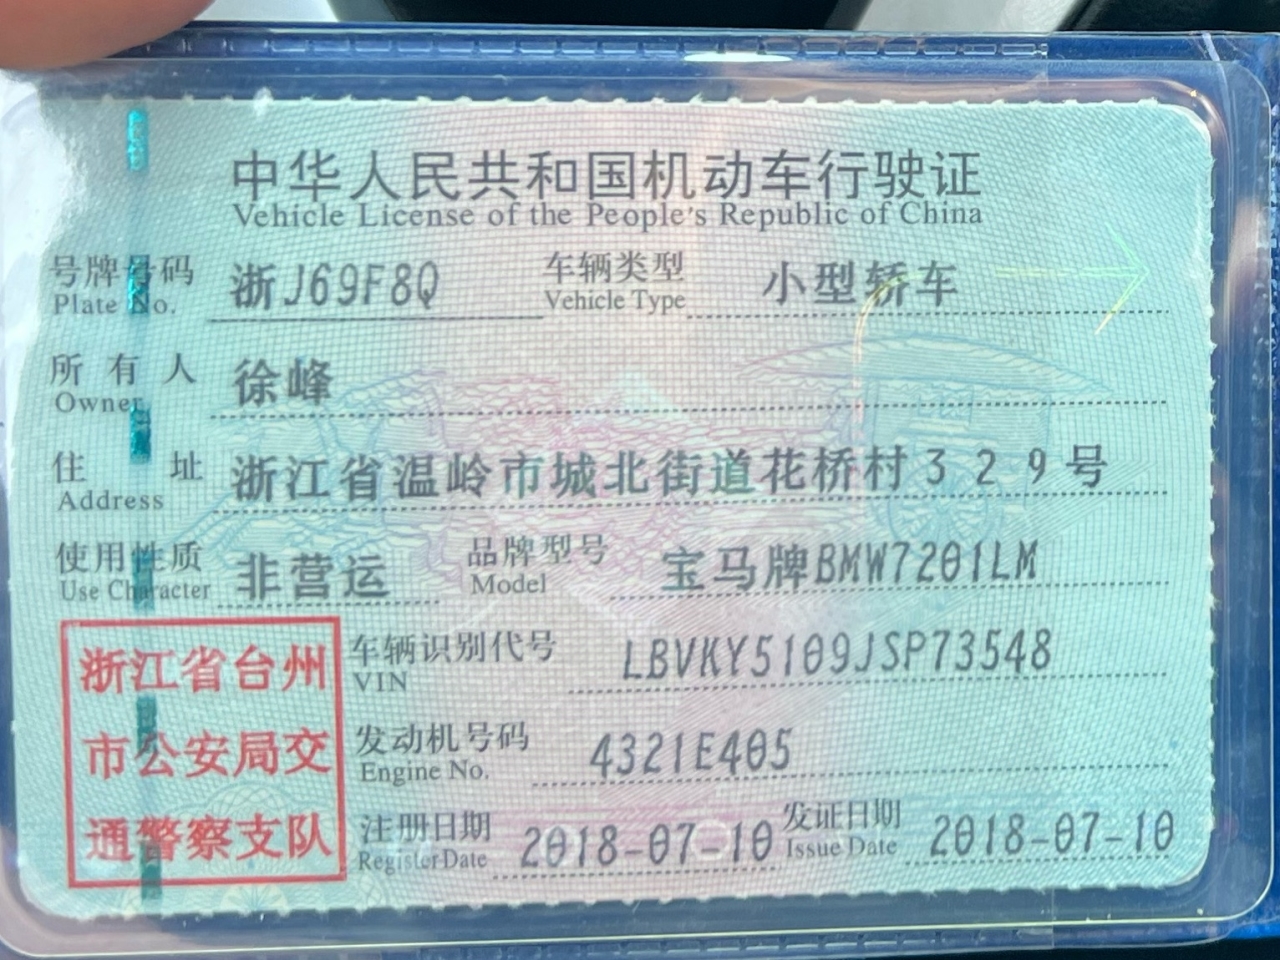 中华人民共和国机动车行驶证
Vehicle License of the People's Republic of China
号牌号码 浙J69F8Q 车辆类型 小型轿车
Plate No. Vehicle Type
所有人 徐峰
Owner
住址 浙江省温岭市城北街道花桥村329号
Address
使用性质 非营运 品牌型号 宝马牌BMW7201LM
Use Character Model
车辆识别代号 LBVKY5109JSP73548
VIN
发动机号码 4321E405
Engine No.
注册日期 2018-07-10 发证日期 2018-07-10
Register Date Issue Date
浙江省台州
市公安局交
通警察支队